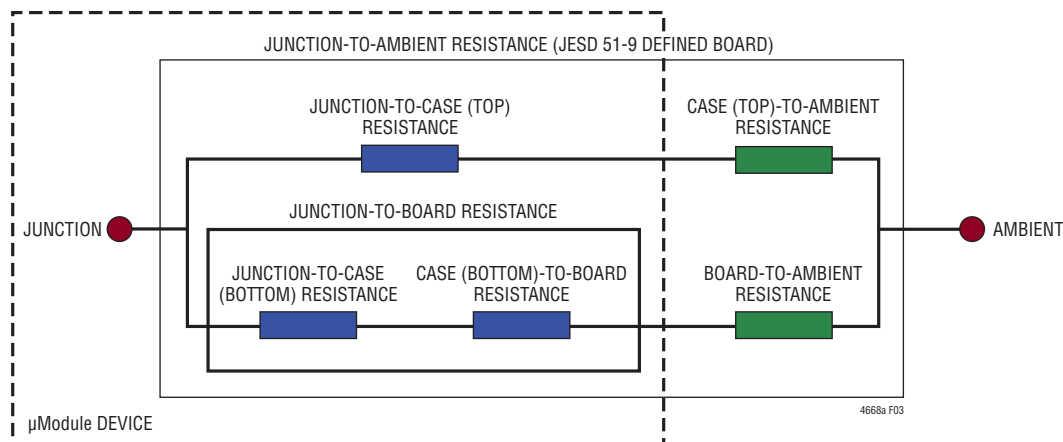 JUNCTION-TO-AMBIENT RESISTANCE (JESD 51-9 DEFINED BOARD)
JUNCTION-TO-CASE (TOP)
RESISTANCE
CASE (TOP)-TO-AMBIENT
RESISTANCE
JUNCTION-TO-BOARD RESISTANCE
JUNCTION
AMBIENT
JUNCTION-TO-CASE
(BOTTOM) RESISTANCE
CASE (BOTTOM)-TO-BOARD
RESISTANCE
BOARD-TO-AMBIENT
RESISTANCE
4668a F03
µModule DEVICE